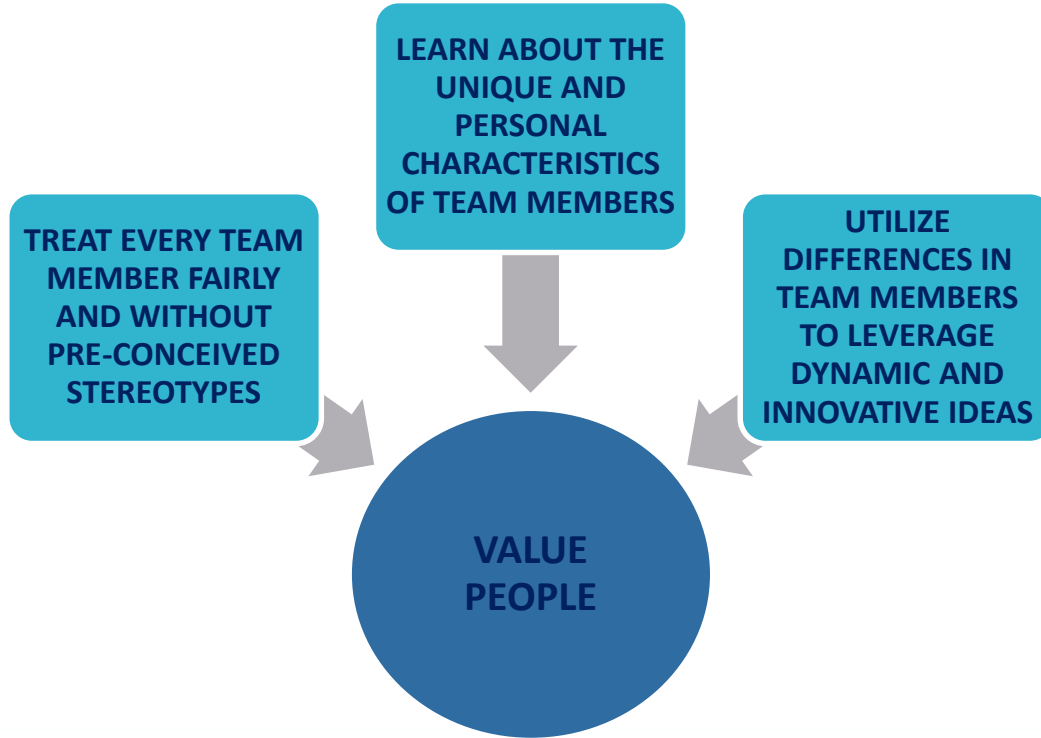 LEARN ABOUT THE
UNIQUE AND
PERSONAL
CHARACTERISTICS
OF TEAM MEMBERS
TREAT EVERY TEAM
MEMBER FAIRLY
AND WITHOUT
PRE-CONCEIVED
STEREOTYPES
UTILIZE
DIFFERENCES IN
TEAM MEMBERS
TO LEVERAGE
DYNAMIC AND
INNOVATIVE IDEAS
VALUE
PEOPLE